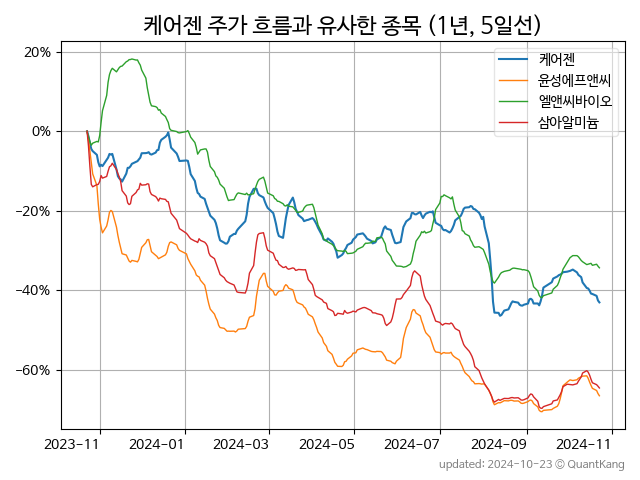 케어젠 주가 흐름과 유사한 종목 (1년, 5일선)
케어젠
윤성에프앤씨
엘앤씨바이오
삼아알미늄
20%
0%
−20%
−40%
−60%
2023−11
2024−01
2024−03
2024−05
2024−07
2024−09
2024−11
updated: 2024-10-23 © QuantKang